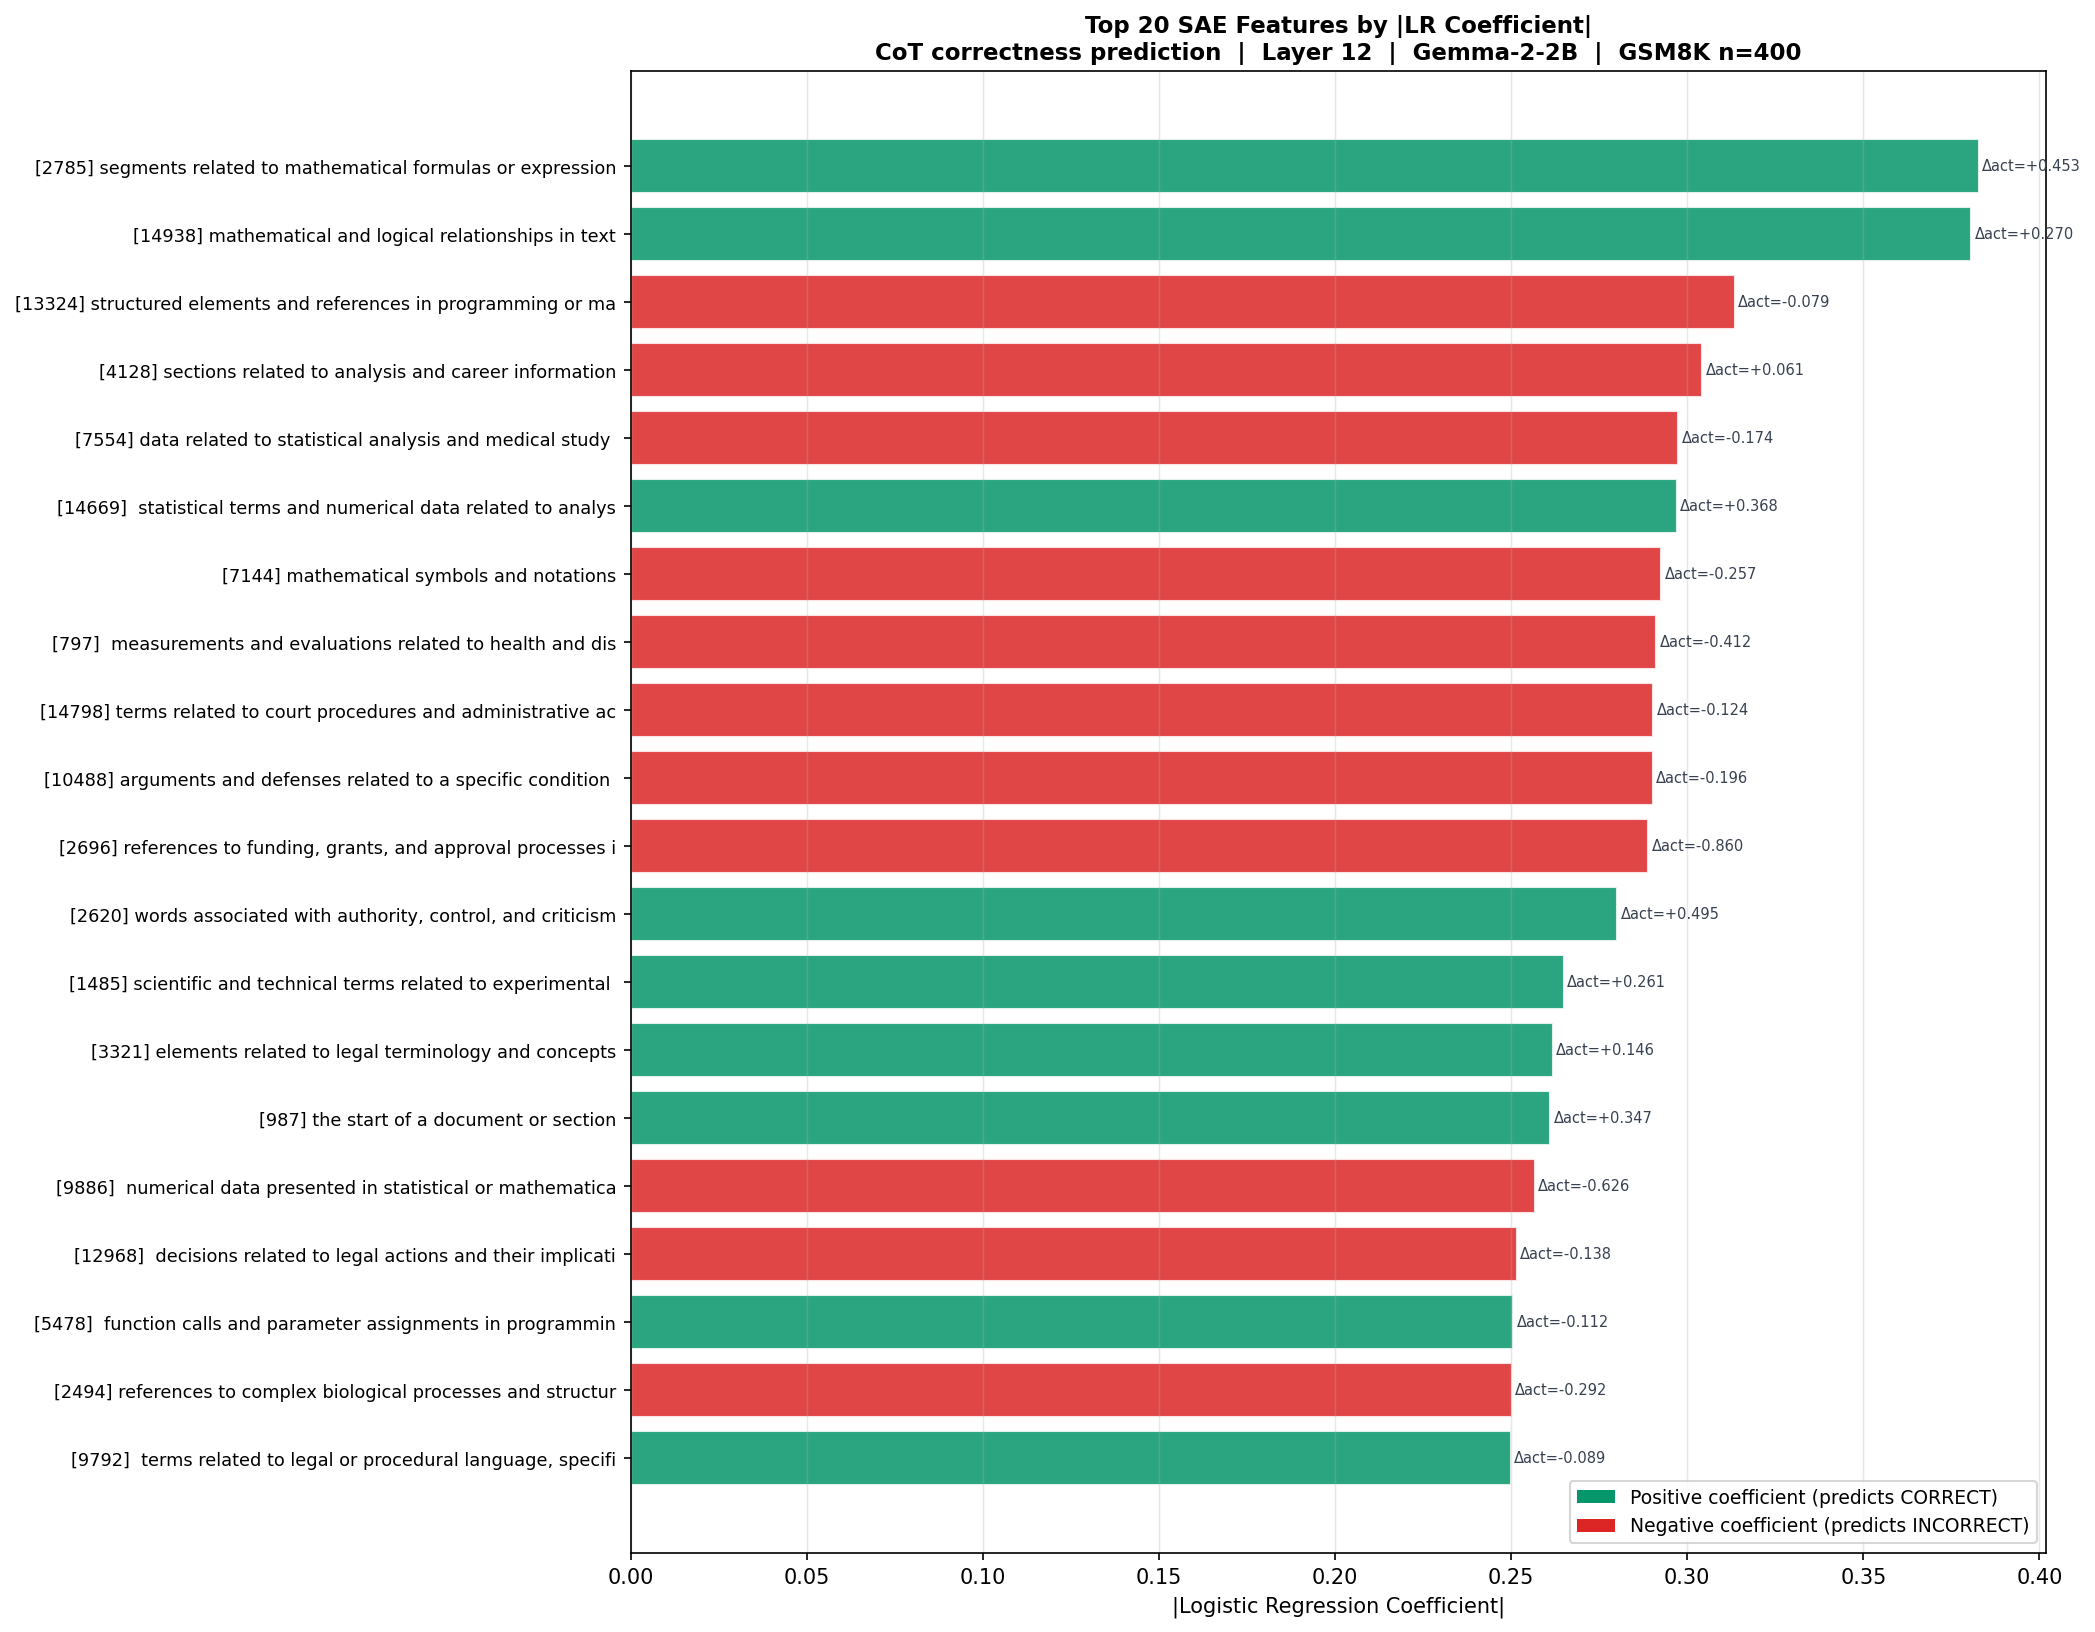 Top 20 SAE Features by |LR Coefficient|
CoT correctness prediction | Layer 12 | Gemma-2-2B | GSM8K n=400
[2785] segments related to mathematical formulas or expression Δact=+0.453
[14938] mathematical and logical relationships in text Δact=+0.270
[13324] structured elements and references in programming or ma Δact=-0.079
[4128] sections related to analysis and career information Δact=+0.061
[7554] data related to statistical analysis and medical study Δact=-0.174
[14669] statistical terms and numerical data related to analys Δact=+0.368
[7144] mathematical symbols and notations Δact=-0.257
[797] measurements and evaluations related to health and dis Δact=-0.412
[14798] terms related to court procedures and administrative ac Δact=-0.124
[10488] arguments and defenses related to a specific condition Δact=-0.196
[2696] references to funding, grants, and approval processes i Δact=-0.860
[2620] words associated with authority, control, and criticism Δact=+0.495
[1485] scientific and technical terms related to experimental Δact=+0.261
[3321] elements related to legal terminology and concepts Δact=+0.146
[987] the start of a document or section Δact=+0.347
[9886] numerical data presented in statistical or mathematica Δact=-0.626
[12968] decisions related to legal actions and their implicati Δact=-0.138
[5478] function calls and parameter assignments in programmin Δact=-0.112
[2494] references to complex biological processes and structur Δact=-0.292
[9792] terms related to legal or procedural language, specifi Δact=-0.089
Positive coefficient (predicts CORRECT)
Negative coefficient (predicts INCORRECT)
0.00 0.05 0.10 0.15 0.20 0.25 0.30 0.35 0.40
|Logistic Regression Coefficient|